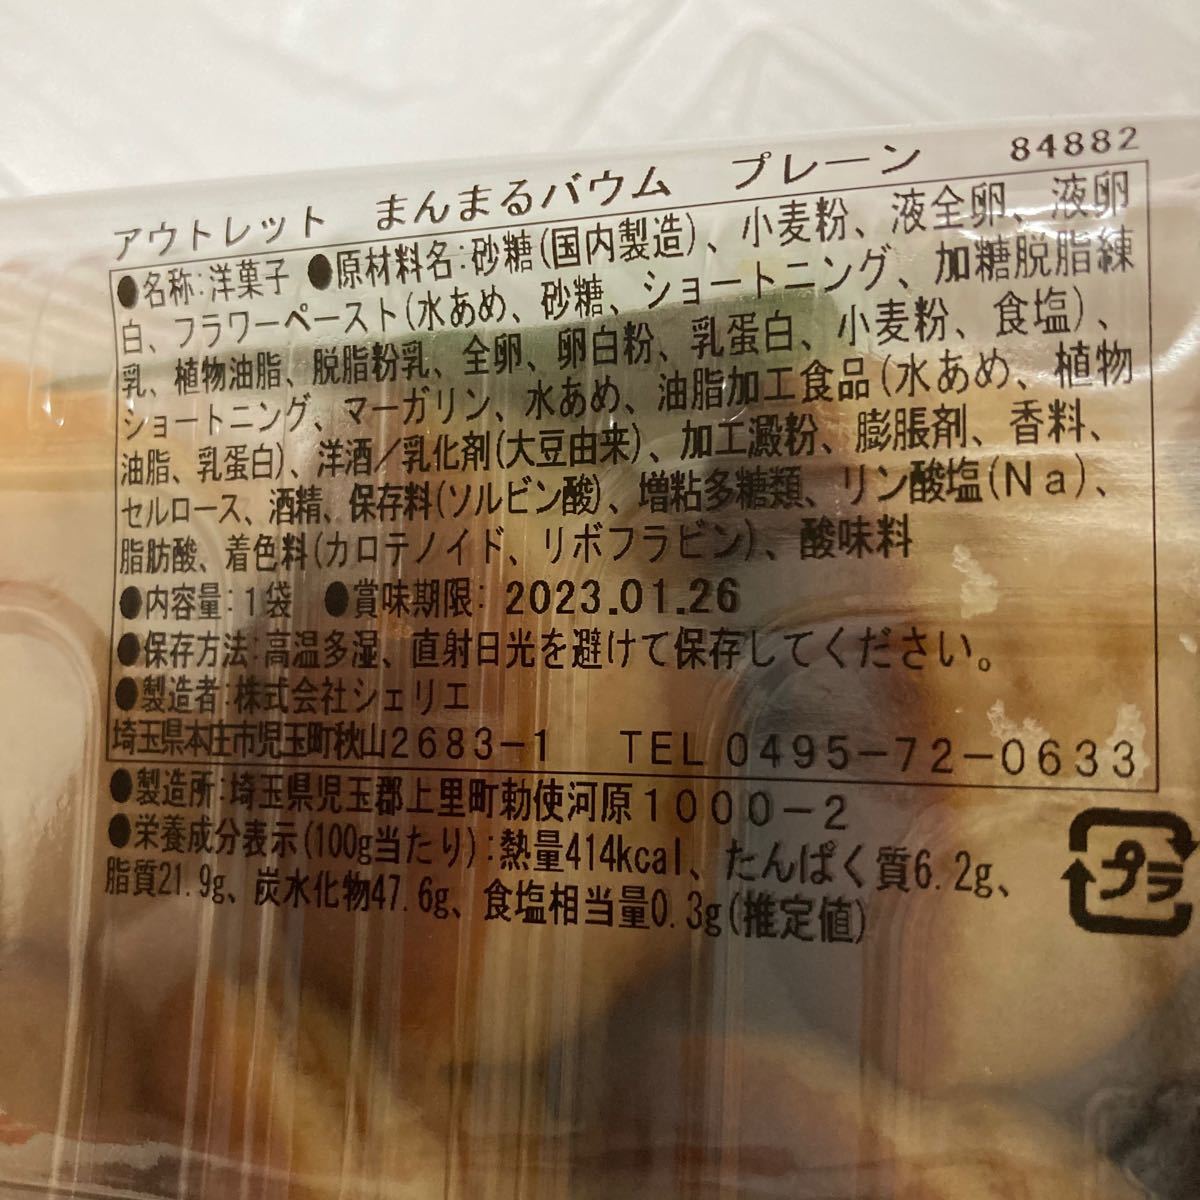 アウトレット　まんまるバウム　プレーン　84882
●名称:洋菓子 ●原材料名:砂糖(国内製造)、小麦粉、液全卵、液卵
白、フラワーペースト(水あめ、砂糖、ショートニング、加糖脱脂練
乳、植物油脂、脱脂粉乳、全卵、卵白粉、乳蛋白、小麦粉、食塩)、
ショートニング、マーガリン、水あめ、油脂加工食品(水あめ、植物
油脂、乳蛋白)、洋酒／乳化剤(大豆由来)、加工澱粉、膨脹剤、香料、
セルロース、酒精、保存料(ソルビン酸)、増粘多糖類、リン酸塩(Ｎａ)、
脂肪酸、着色料(カロテノイド、リボフラビン)、酸味料
●内容量:１袋　●賞味期限: 2023.01.26
●保存方法:高温多湿、直射日光を避けて保存してください。
●製造者:株式会社シェリエ
埼玉県本庄市児玉町秋山２６８３−１　ＴＥＬ ０４９５−７２−０６３３
●製造所:埼玉県児玉郡上里町勅使河原１０００−２
●栄養成分表示(100g当たり):熱量414kcal、たんぱく質6.2g、
脂質21.9g、炭水化物47.6g、食塩相当量0.3g(推定値)
プラ